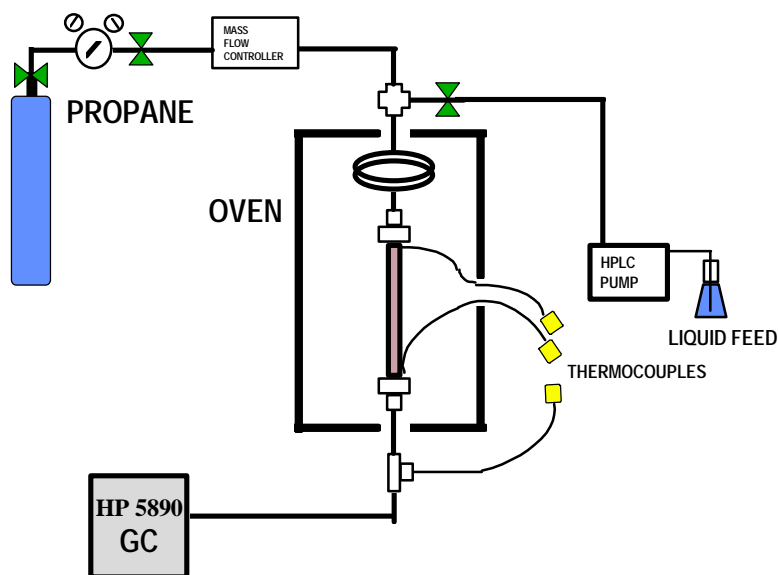 MASS
FLOW
CONTROLLER
PROPANE
OVEN
HPLC
PUMP
LIQUID FEED
THERMOCOUPLES
HP 5890
GC